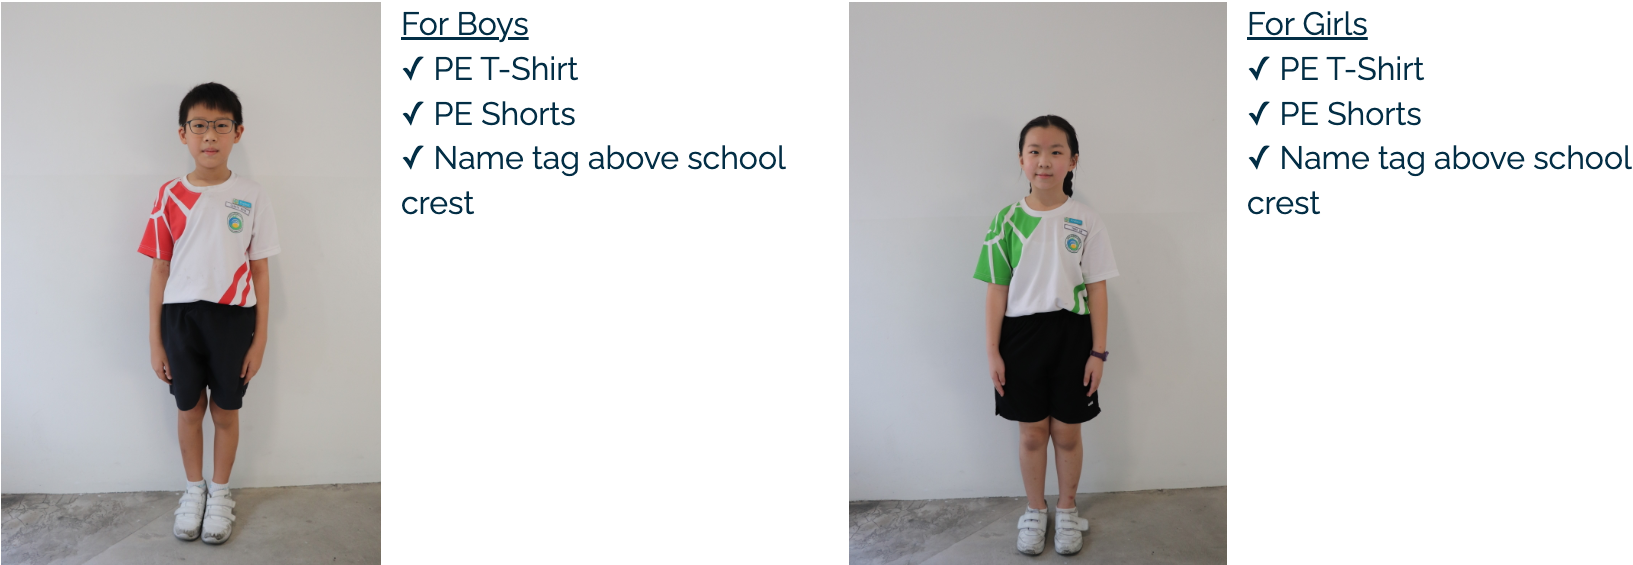 For Boys
✓ PE T-Shirt
✓ PE Shorts
✓ Name tag above school
crest
For Girls
✓ PE T-Shirt
✓ PE Shorts
✓ Name tag above school
crest